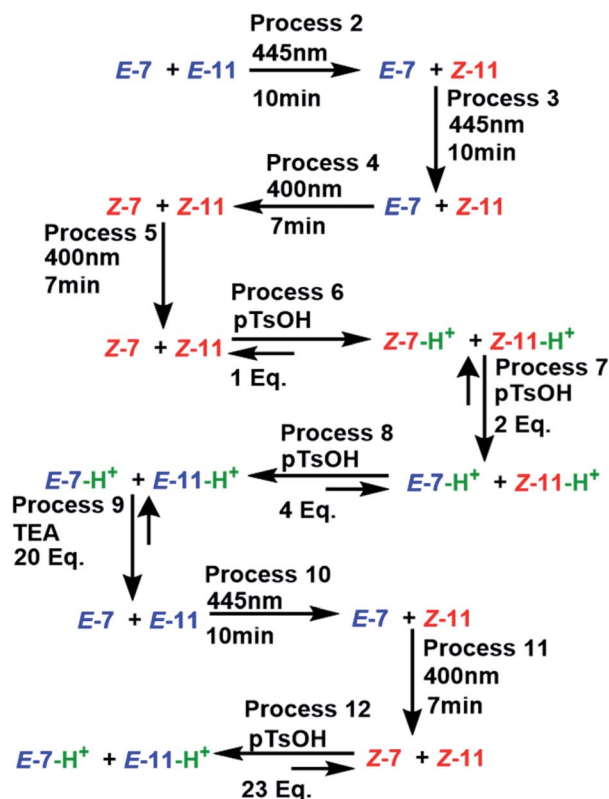 Process 2
445nm
E-7 + E-11
E-7 + Z-11
10min
Process 3
445nm
10min
Process 4
400nm
Z-7 + Z-11
E-7 + Z-11
7min
Process 5
400nm
7min
Process 6
pTsOH
Z-7 + Z-11
Z-7-H+ + Z-11-H+
1 Eq.
Process 7
pTsOH
2 Eq.
Process 8
pTsOH
E-7-H+ + E-11-H+
E-7-H+ + Z-11-H+
4 Eq.
Process 9
TEA
20 Eq.
Process 10
445nm
E-7 + E-11
E-7 + Z-11
10min
Process 11
400nm
7min
Process 12
pTsOH
E-7-H+ + E-11-H+
Z-7 + Z-11
23 Eq.